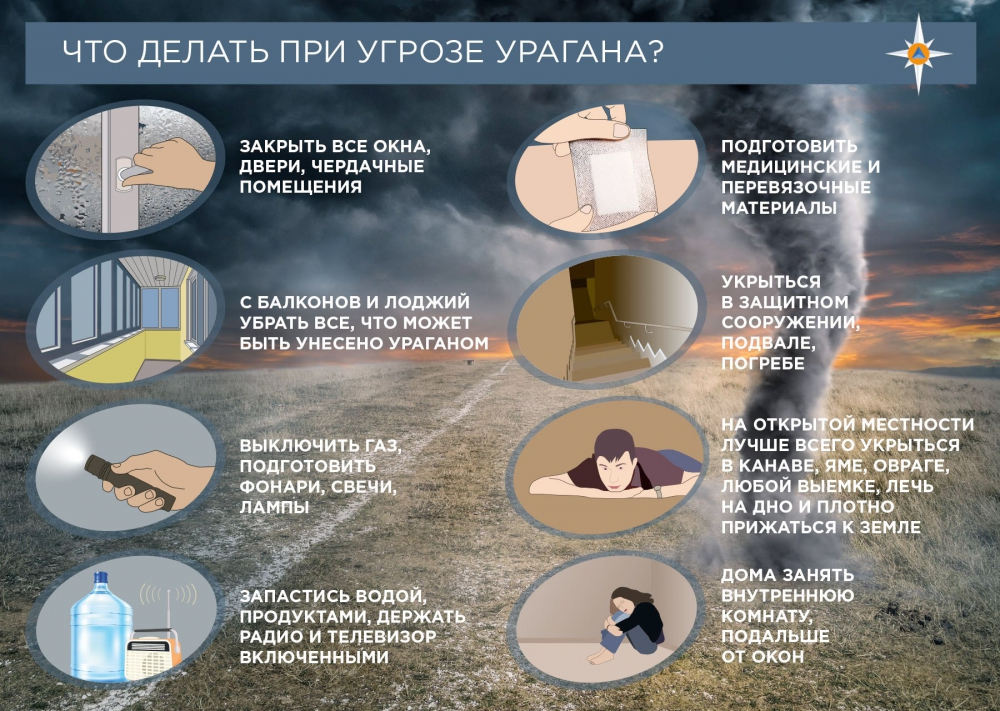 ЧТО ДЕЛАТЬ ПРИ УГРОЗЕ УРАГАНА?
ЗАКРЫТЬ ВСЕ ОКНА,
ДВЕРИ, ЧЕРДАЧНЫЕ
ПОМЕЩЕНИЯ
С БАЛКОНОВ И ЛОДЖИЙ
УБРАТЬ ВСЕ, ЧТО МОЖЕТ
БЫТЬ УНЕСЕНО УРАГАНОМ
ВЫКЛЮЧИТЬ ГАЗ,
ПОДГОТОВИТЬ
ФОНАРИ, СВЕЧИ,
ЛАМПЫ
ЗАПАСТИСЬ ВОДОЙ,
ПРОДУКТАМИ, ДЕРЖАТЬ
РАДИО И ТЕЛЕВИЗОР
ВКЛЮЧЕННЫМИ
ПОДГОТОВИТЬ
МЕДИЦИНСКИЕ И
ПЕРЕВЯЗОЧНЫЕ
МАТЕРИАЛЫ
УКРЫТЬСЯ
В ЗАЩИТНОМ
СООРУЖЕНИИ,
ПОДВАЛЕ,
ПОГРЕБЕ
НА ОТКРЫТОЙ МЕСТНОСТИ
ЛУЧШЕ ВСЕГО УКРЫТЬСЯ
В КАНАВЕ, ЯМЕ, ОВРАГЕ,
ЛЮБОЙ ВЫЕМКЕ, ЛЕЧЬ
НА ДНО И ПЛОТНО
ПРИЖАТЬСЯ К ЗЕМЛЕ
ДОМА ЗАНЯТЬ
ВНУТРЕННЮЮ
КОМНАТУ,
ПОДАЛЬШЕ
ОТ ОКОН